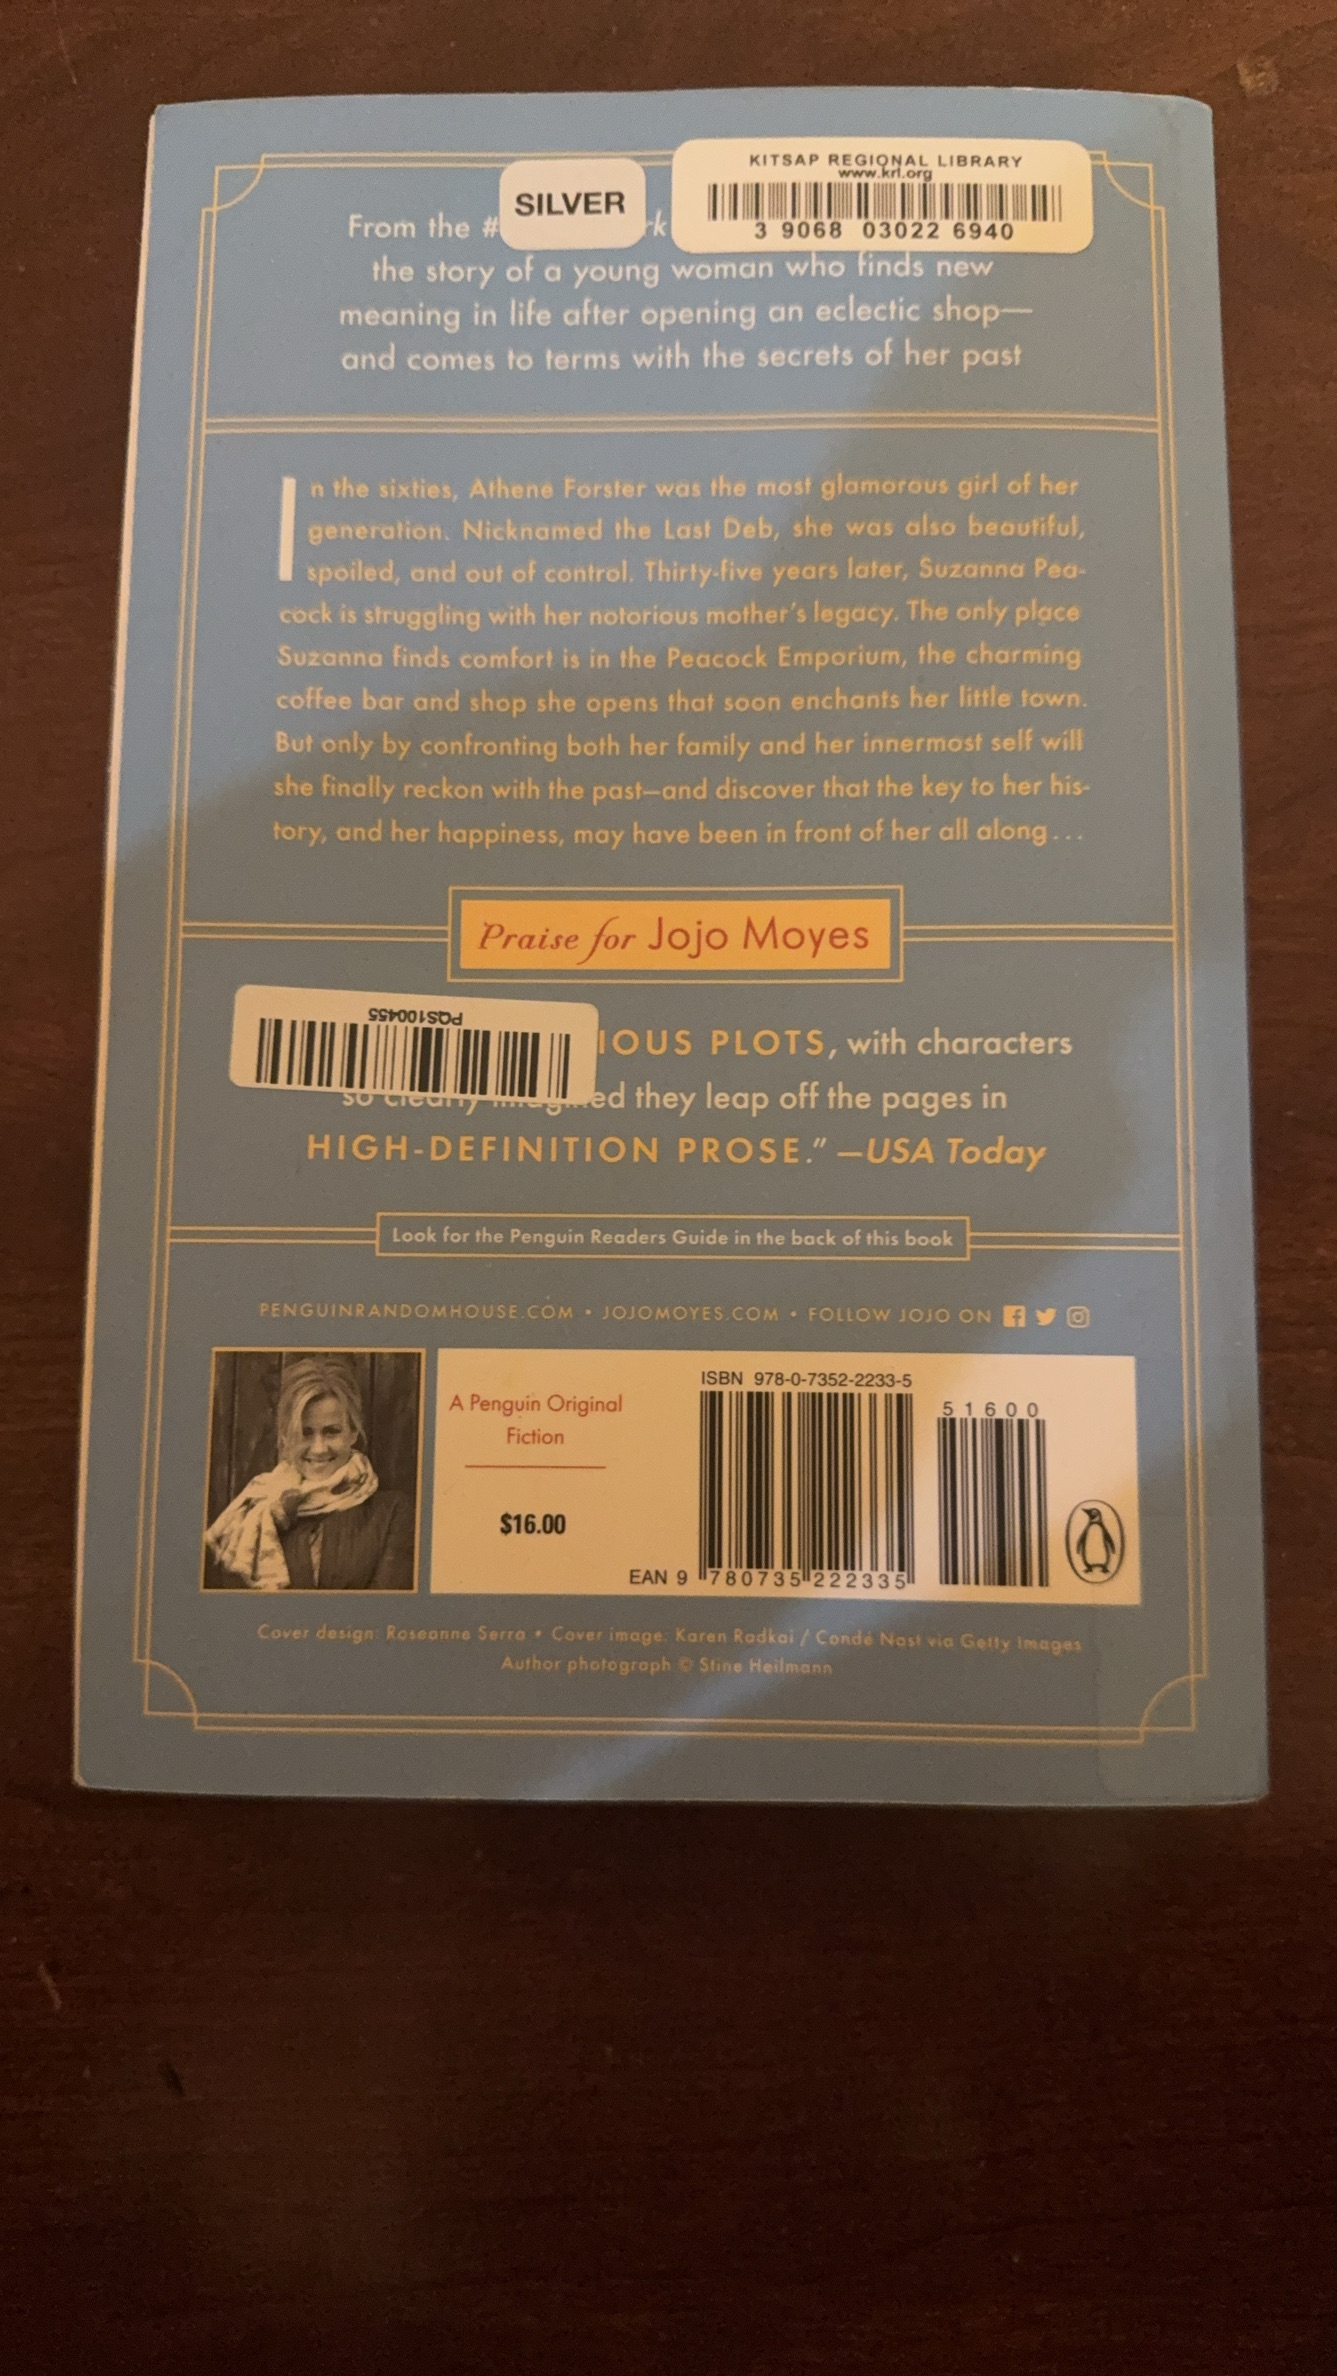 KITSAP REGIONAL LIBRARY
www.krl.org
3 9068 03022 6940
SILVER
From the # rk
the story of a young woman who finds new
meaning in life after opening an eclectic shop—
and comes to terms with the secrets of her past
In the sixties, Athene Forster was the most glamorous girl of her
generation. Nicknamed the Last Deb, she was also beautiful,
spoiled, and out of control. Thirty-five years later, Suzanna Pea-
cock is struggling with her notorious mother's legacy. The only place
Suzanna finds comfort is in the Peacock Emporium, the charming
coffee bar and shop she opens that soon enchants her little town.
But only by confronting both her family and her innermost self will
she finally reckon with the past—and discover that the key to her his-
tory, and her happiness, may have been in front of her all along...
Praise for Jojo Moyes
PQS100455
IOUS PLOTS, with characters
so clearly imagined they leap off the pages in
HIGH-DEFINITION PROSE." —USA Today
Look for the Penguin Readers Guide in the back of this book
PENGUINRANDOMHOUSE.COM • JOJOMOYES.COM • FOLLOW JOJO ON
A Penguin Original
Fiction
$16.00
ISBN 978-0-7352-2233-5
51600
EAN 9 780735 222335
Cover design: Roseanne Serra • Cover image: Karen Radkai / Condé Nast via Getty Images
Author photograph © Stine Heilmann